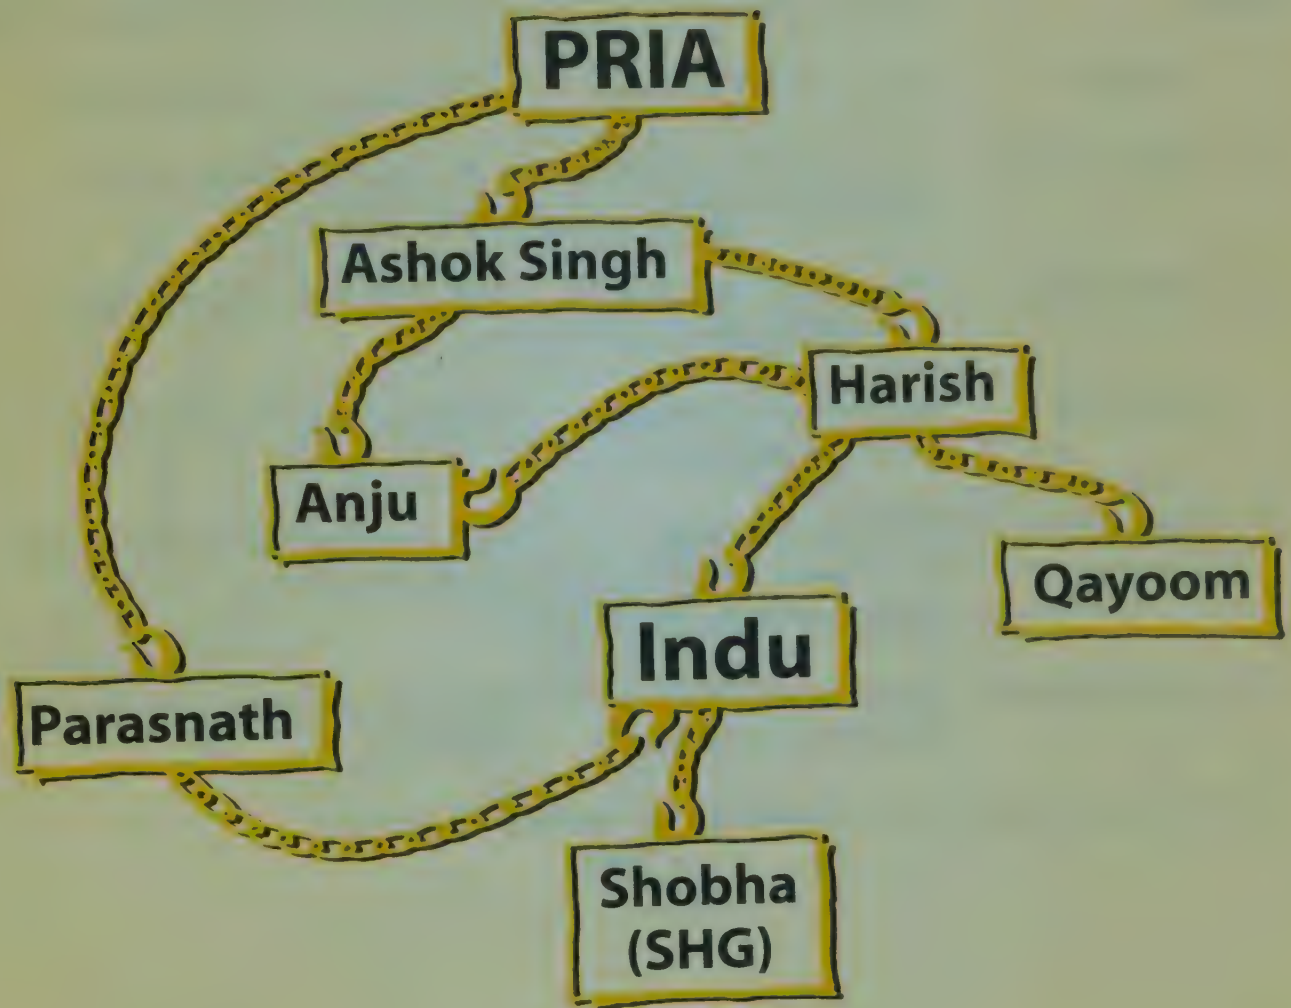 PRIA
Ashok Singh
Harish
Anju
Qayoom
Indu
Parasnath
Shobha
(SHG)